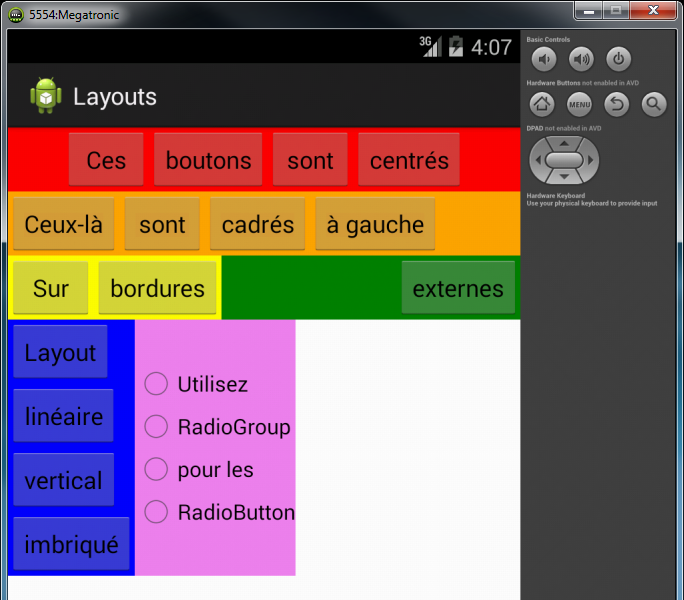 5554:Megatronic
3G 4:07
Layouts
Ces boutons sont centrés
Ceux-là sont cadrés à gauche
Sur bordures externes
Layout
linéaire
vertical
imbriqué
Utilisez
RadioGroup
pour les
RadioButton
Basic Controls
Hardware Buttons not enabled in AVD
MENU
DPAD not enabled in AVD
Hardware Keyboard
Use your physical keyboard to provide input